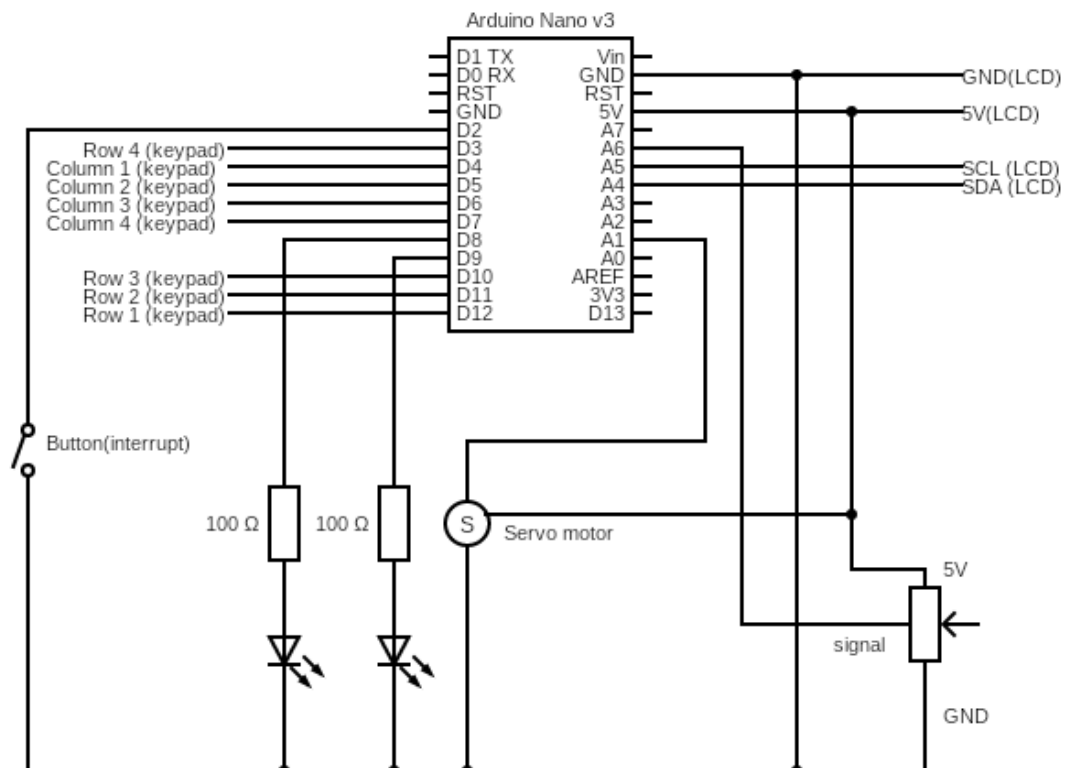 Arduino Nano v3
D1 TX
D0 RX
RST
GND
D2
D3
D4
D5
D6
D7
D8
D9
D10
D11
D12
Vin
GND
RST
5V
A7
A6
A5
A4
A3
A2
A1
A0
AREF
3V3
D13
GND(LCD)
5V(LCD)
SCL (LCD)
SDA (LCD)
Row 4 (keypad)
Column 1 (keypad)
Column 2 (keypad)
Column 3 (keypad)
Column 4 (keypad)
Row 3 (keypad)
Row 2 (keypad)
Row 1 (keypad)
Button(interrupt)
100 Ω
100 Ω
S
Servo motor
5V
signal
GND